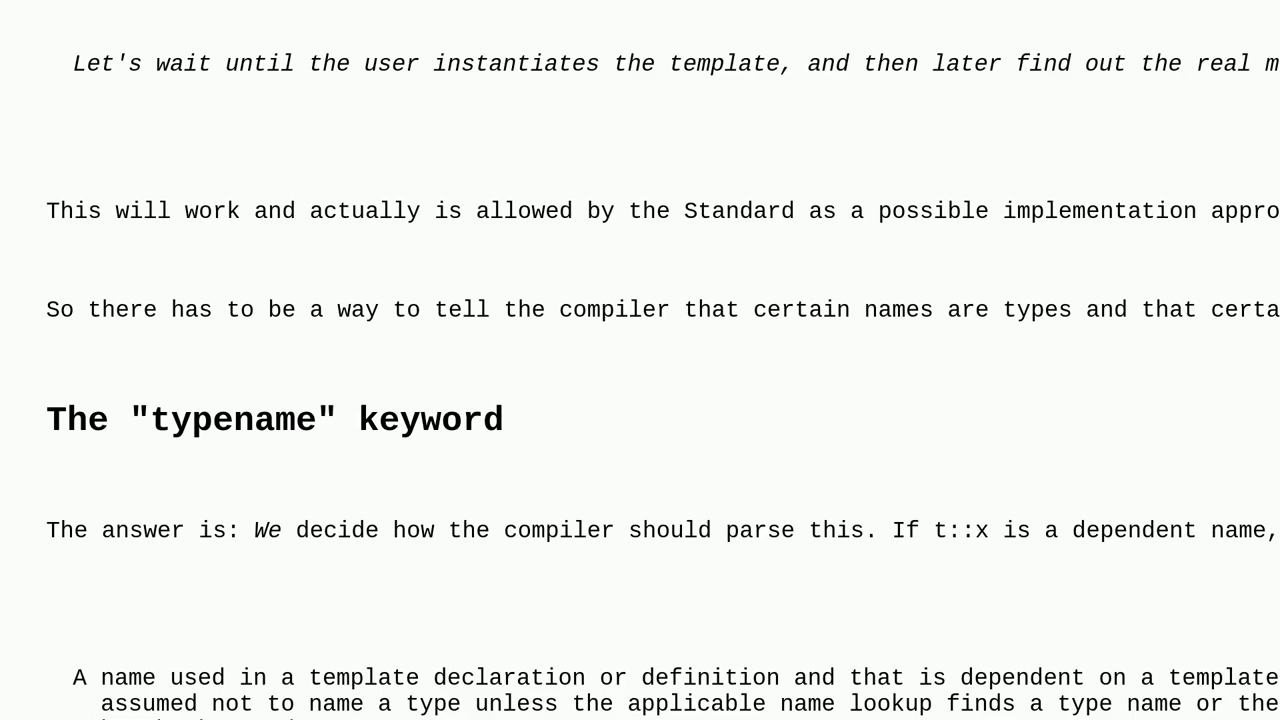 Let's wait until the user instantiates the template, and then later find out the real
This will work and actually is allowed by the Standard as a possible implementation
So there has to be a way to tell the compiler that certain names are types and that
The "typename" keyword
The answer is: We decide how the compiler should parse this. If t::x is a dependent name,
A name used in a template declaration or definition and that is dependent on a template
assumed not to name a type unless the applicable name lookup finds a type name or the